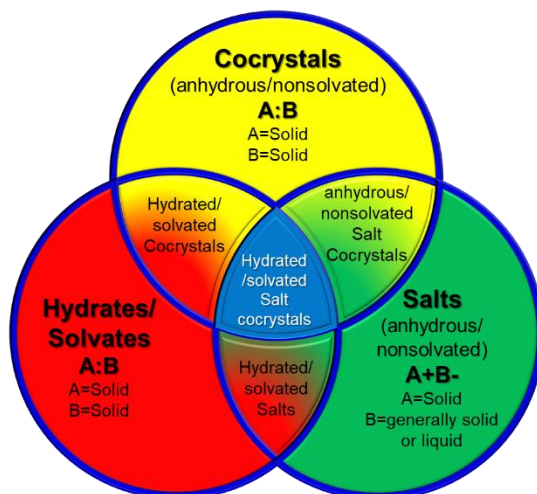 Cocrystals
(anhydrous/nonsolvated)
A:B
A=Solid
B=Solid
Hydrated/
solvated
Cocrystals
anhydrous/
nonsolvated
Salt
Cocrystals
Hydrated
/solvated
Salt
cocrystals
Hydrates/
Solvates
A:B
A=Solid
B=Solid
Salts
(anhydrous/
nonsolvated)
A+B-
A=Solid
B=generally solid
or liquid
Hydrated/
solvated
Salts